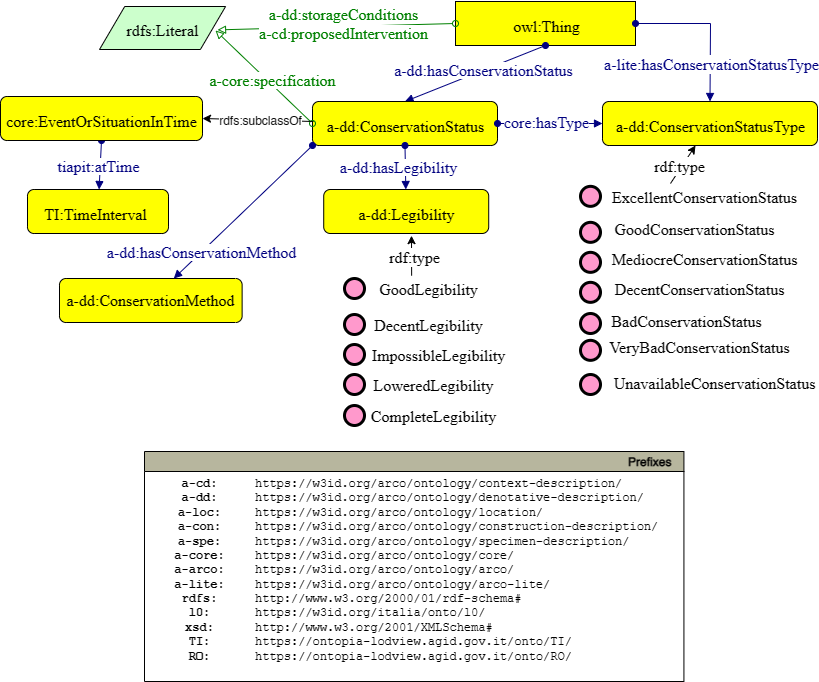 a-dd:storageConditions
a-cd:proposedIntervention
rdfs:Literal
owl:Thing
a-dd:hasConservationStatus
a-lite:hasConservationStatusType
a-core:specification
core:EventOrSituationInTime
rdfs:subclassOf
a-dd:ConservationStatus
core:hasType
a-dd:ConservationStatusType
tiapit:atTime
a-dd:hasLegibility
rdf:type
TI:TimeInterval
a-dd:Legibility
ExcellentConservationStatus
GoodConservationStatus
MediocreConservationStatus
DecentConservationStatus
BadConservationStatus
VeryBadConservationStatus
UnavailableConservationStatus
a-dd:hasConservationMethod
a-dd:ConservationMethod
rdf:type
GoodLegibility
DecentLegibility
ImpossibleLegibility
LoweredLegibility
CompleteLegibility
Prefixes
a-cd: https://w3id.org/arco/ontology/context-description/
a-dd: https://w3id.org/arco/ontology/denotative-description/
a-loc: https://w3id.org/arco/ontology/location/
a-con: https://w3id.org/arco/ontology/construction-description/
a-spe: https://w3id.org/arco/ontology/specimen-description/
a-core: https://w3id.org/arco/ontology/core/
a-arco: https://w3id.org/arco/ontology/arco/
a-lite: https://w3id.org/arco/ontology/arco-lite/
rdfs: http://www.w3.org/2000/01/rdf-schema#
l0: https://w3id.org/italia/onto/l0/
xsd: http://www.w3.org/2001/XMLSchema#
TI: https://ontopia-lodview.agid.gov.it/onto/TI/
RO: https://ontopia-lodview.agid.gov.it/onto/RO/